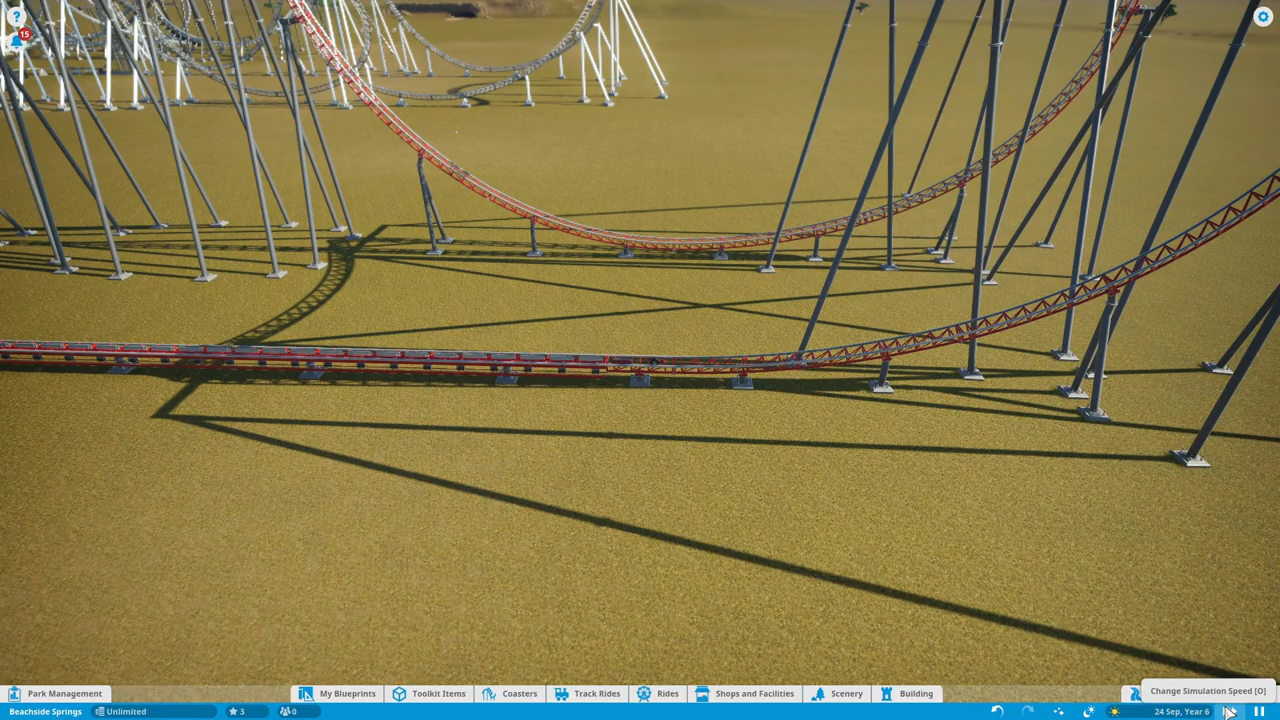 ?
15
Park Management
My Blueprints
Toolkit Items
Coasters
Track Rides
Rides
Shops and Facilities
Scenery
Building
Change Simulation Speed [O]
Beachside Springs
Unlimited
3
0
24 Sep, Year 6